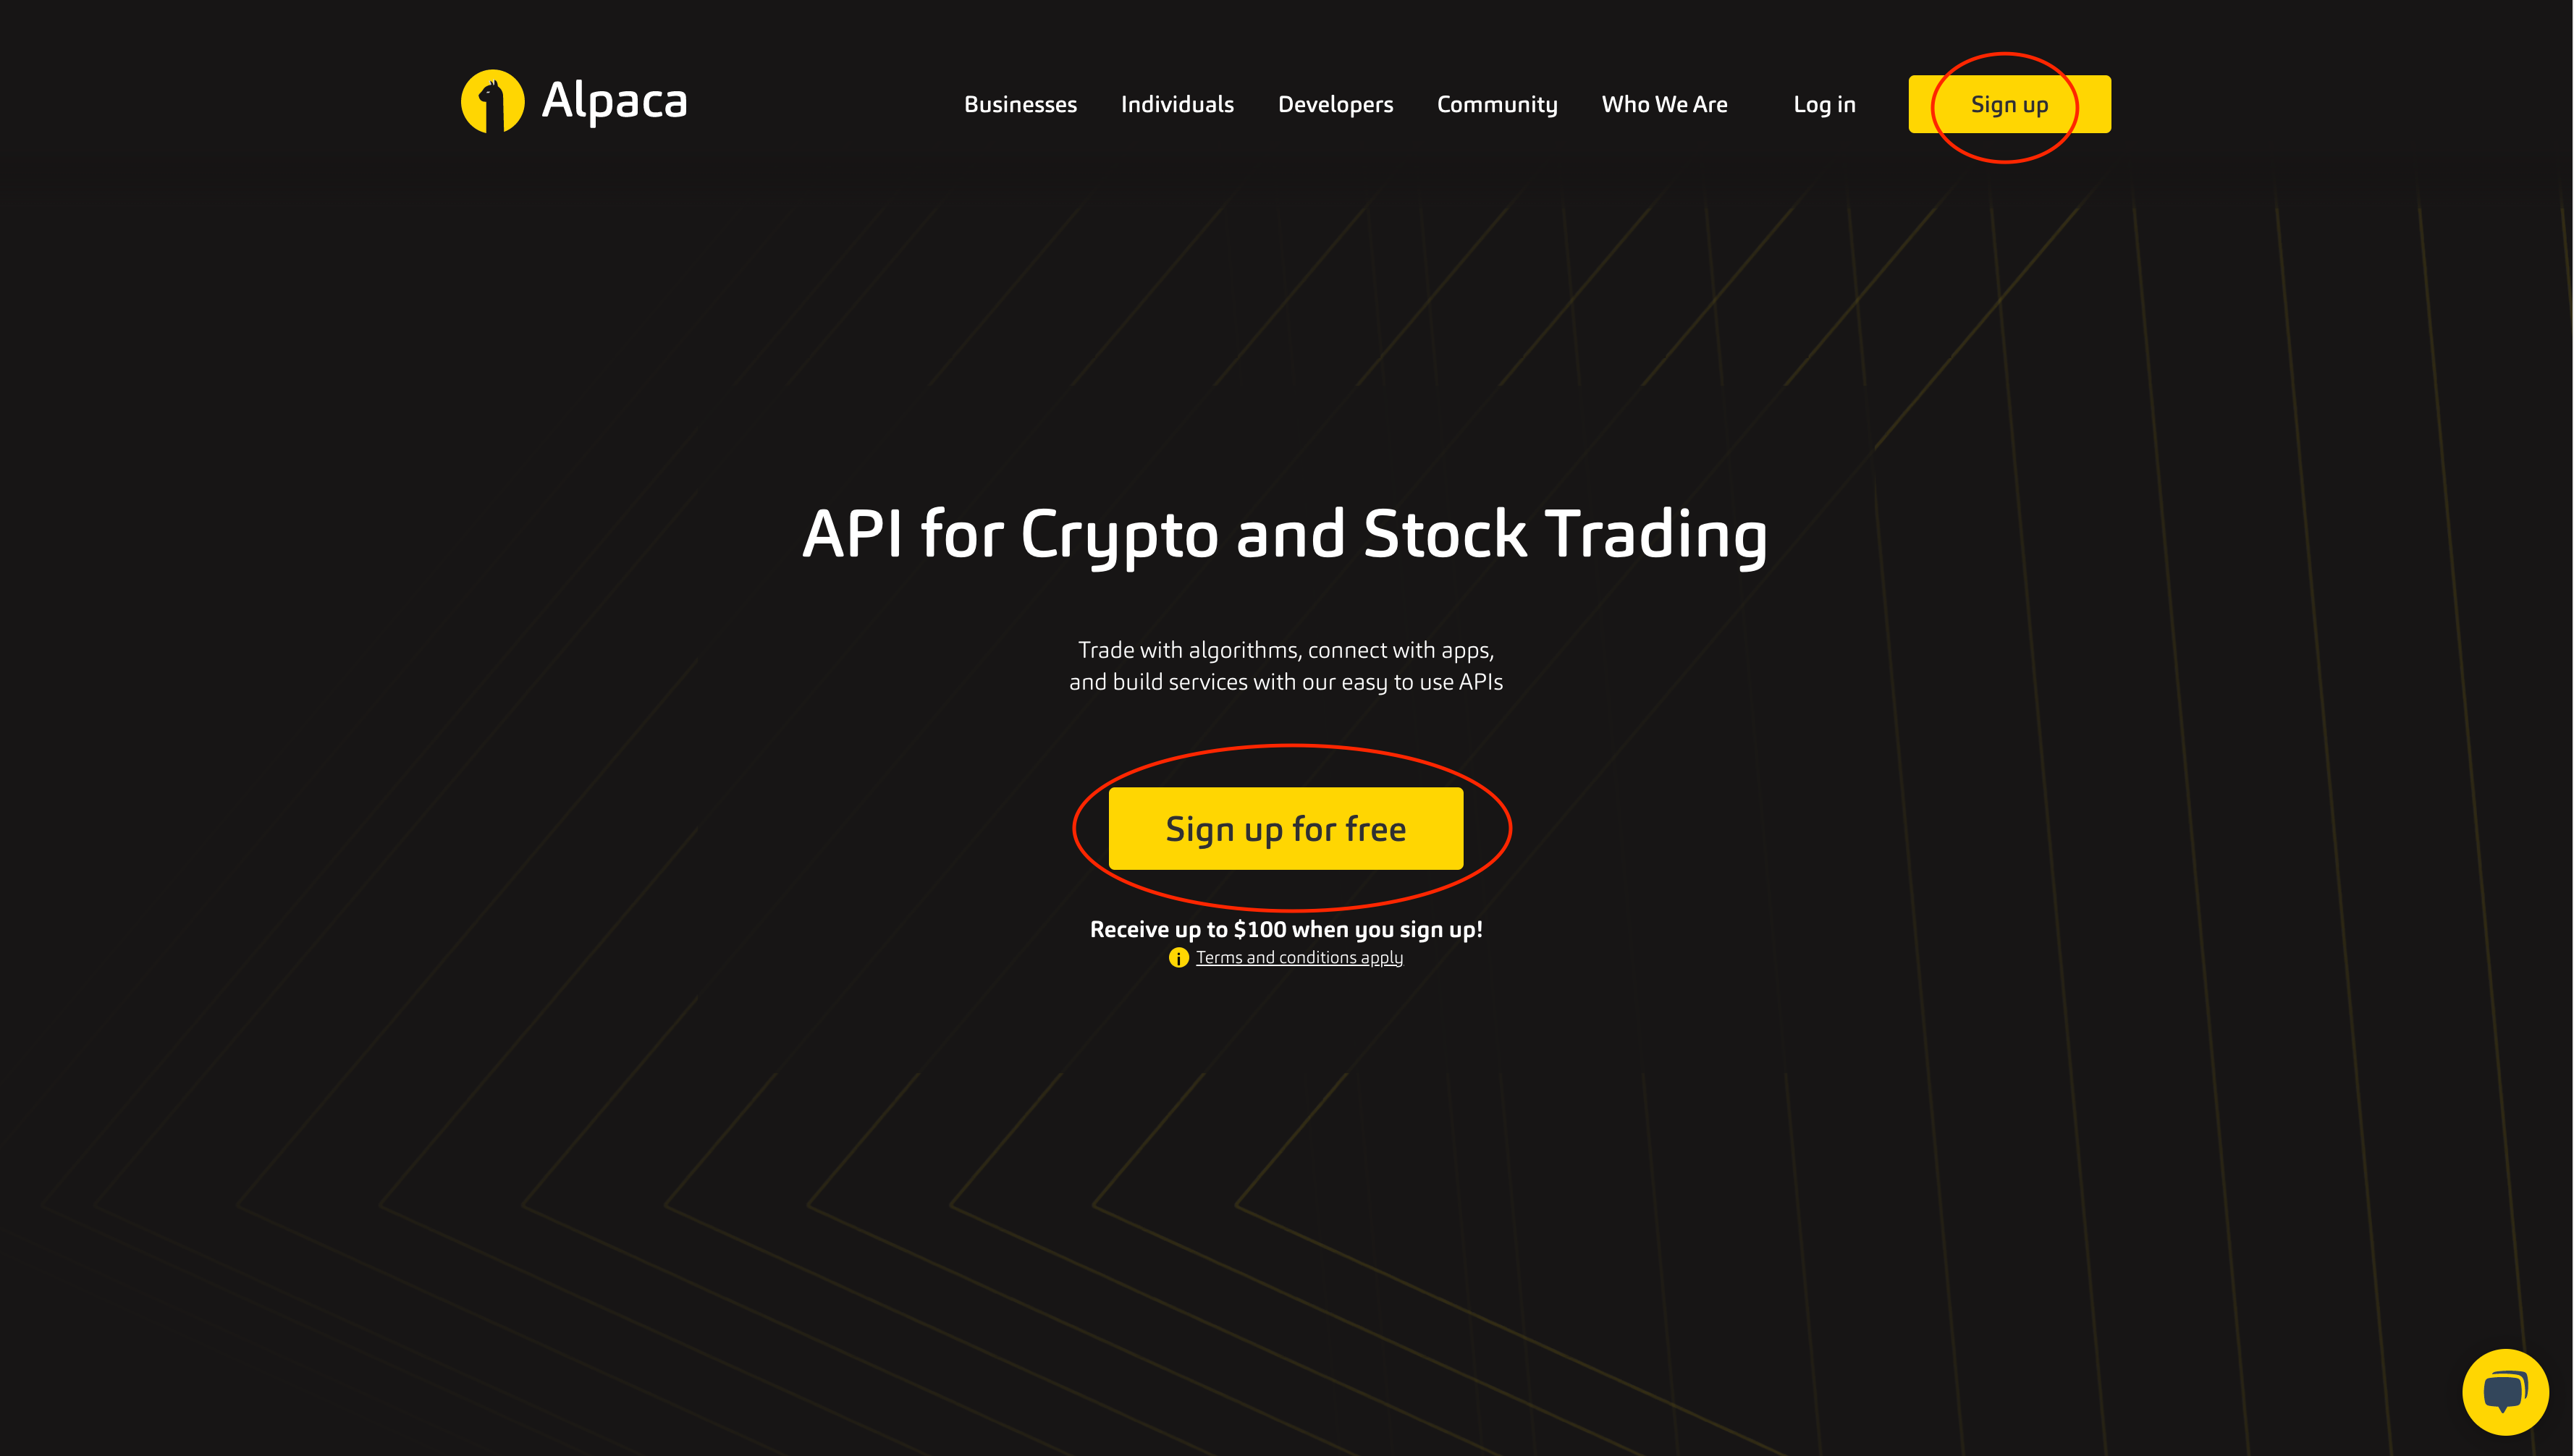 Alpaca
Businesses Individuals Developers Community Who We Are Log in Sign up
API for Crypto and Stock Trading
Trade with algorithms, connect with apps,
and build services with our easy to use APIs
Sign up for free
Receive up to $100 when you sign up!
i Terms and conditions apply